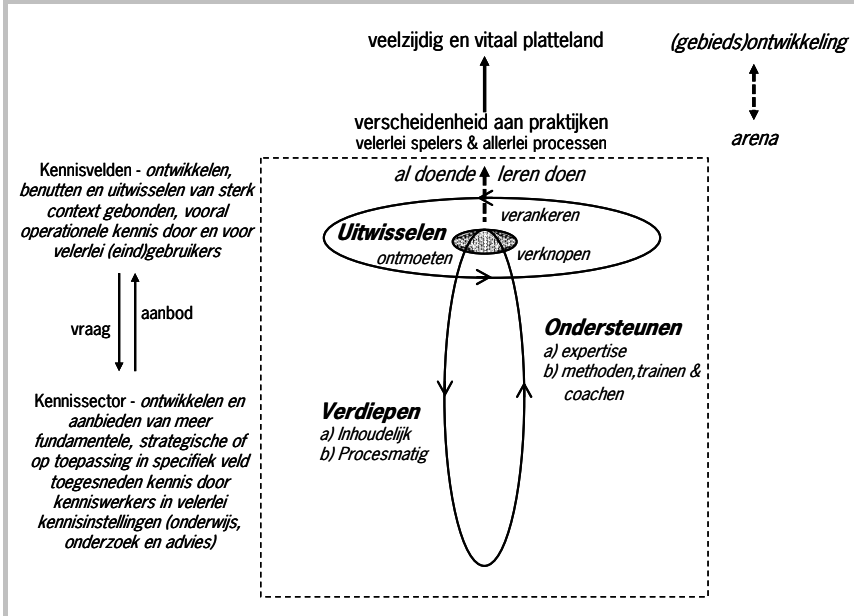 veelzijdig en vitaal platteland
(gebieds)ontwikkeling
arena
verscheidenheid aan praktijken
velerlei spelers & allerlei processen
Kennisvelden - ontwikkelen,
benutten en uitwisselen van sterk
context gebonden, vooral
operationele kennis door en voor
velerlei (eind)gebruikers
vraag
aanbod
Kennissector - ontwikkelen en
aanbieden van meer
fundamentele, strategische of
op toepassing in specifiek veld
toegesneden kennis door
kenniswerkers in velerlei
kennisinstellingen (onderwijs,
onderzoek en advies)
al doende leren doen
verankeren
Uitwisselen
ontmoeten
verknopen
Ondersteunen
a) expertise
b) methoden,trainen &
coachen
Verdiepen
a) Inhoudelijk
b) Procesmatig